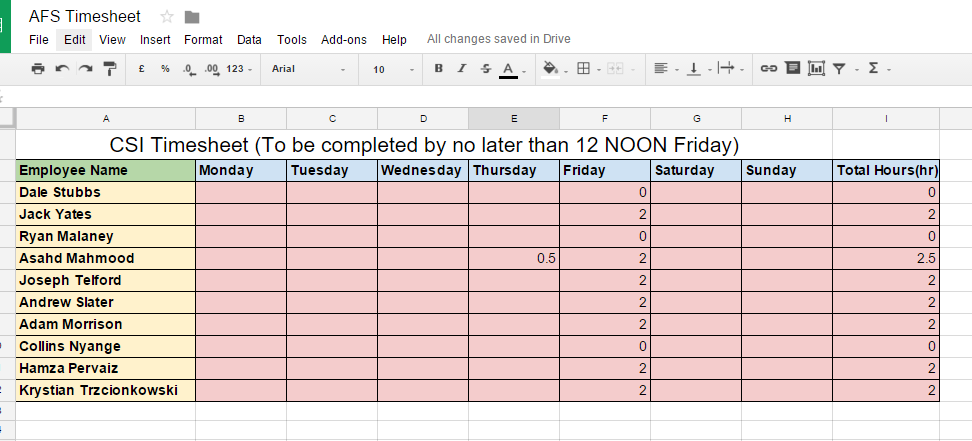 AFS Timesheet
File Edit View Insert Format Data Tools Add-ons Help All changes saved in Drive
£ % .0 .00 123 Arial 10 B I S A Σ
A B C D E F G H I
CSI Timesheet (To be completed by no later than 12 NOON Friday)
Employee Name Monday Tuesday Wednesday Thursday Friday Saturday Sunday Total Hours(hr)
Dale Stubbs 0 0
Jack Yates 2 2
Ryan Malaney 0 0
Asahd Mahmood 0.5 2 2.5
Joseph Telford 2 2
Andrew Slater 2 2
Adam Morrison 2 2
Collins Nyange 0 0
Hamza Pervaiz 2 2
Krystian Trzcionkowski 2 2